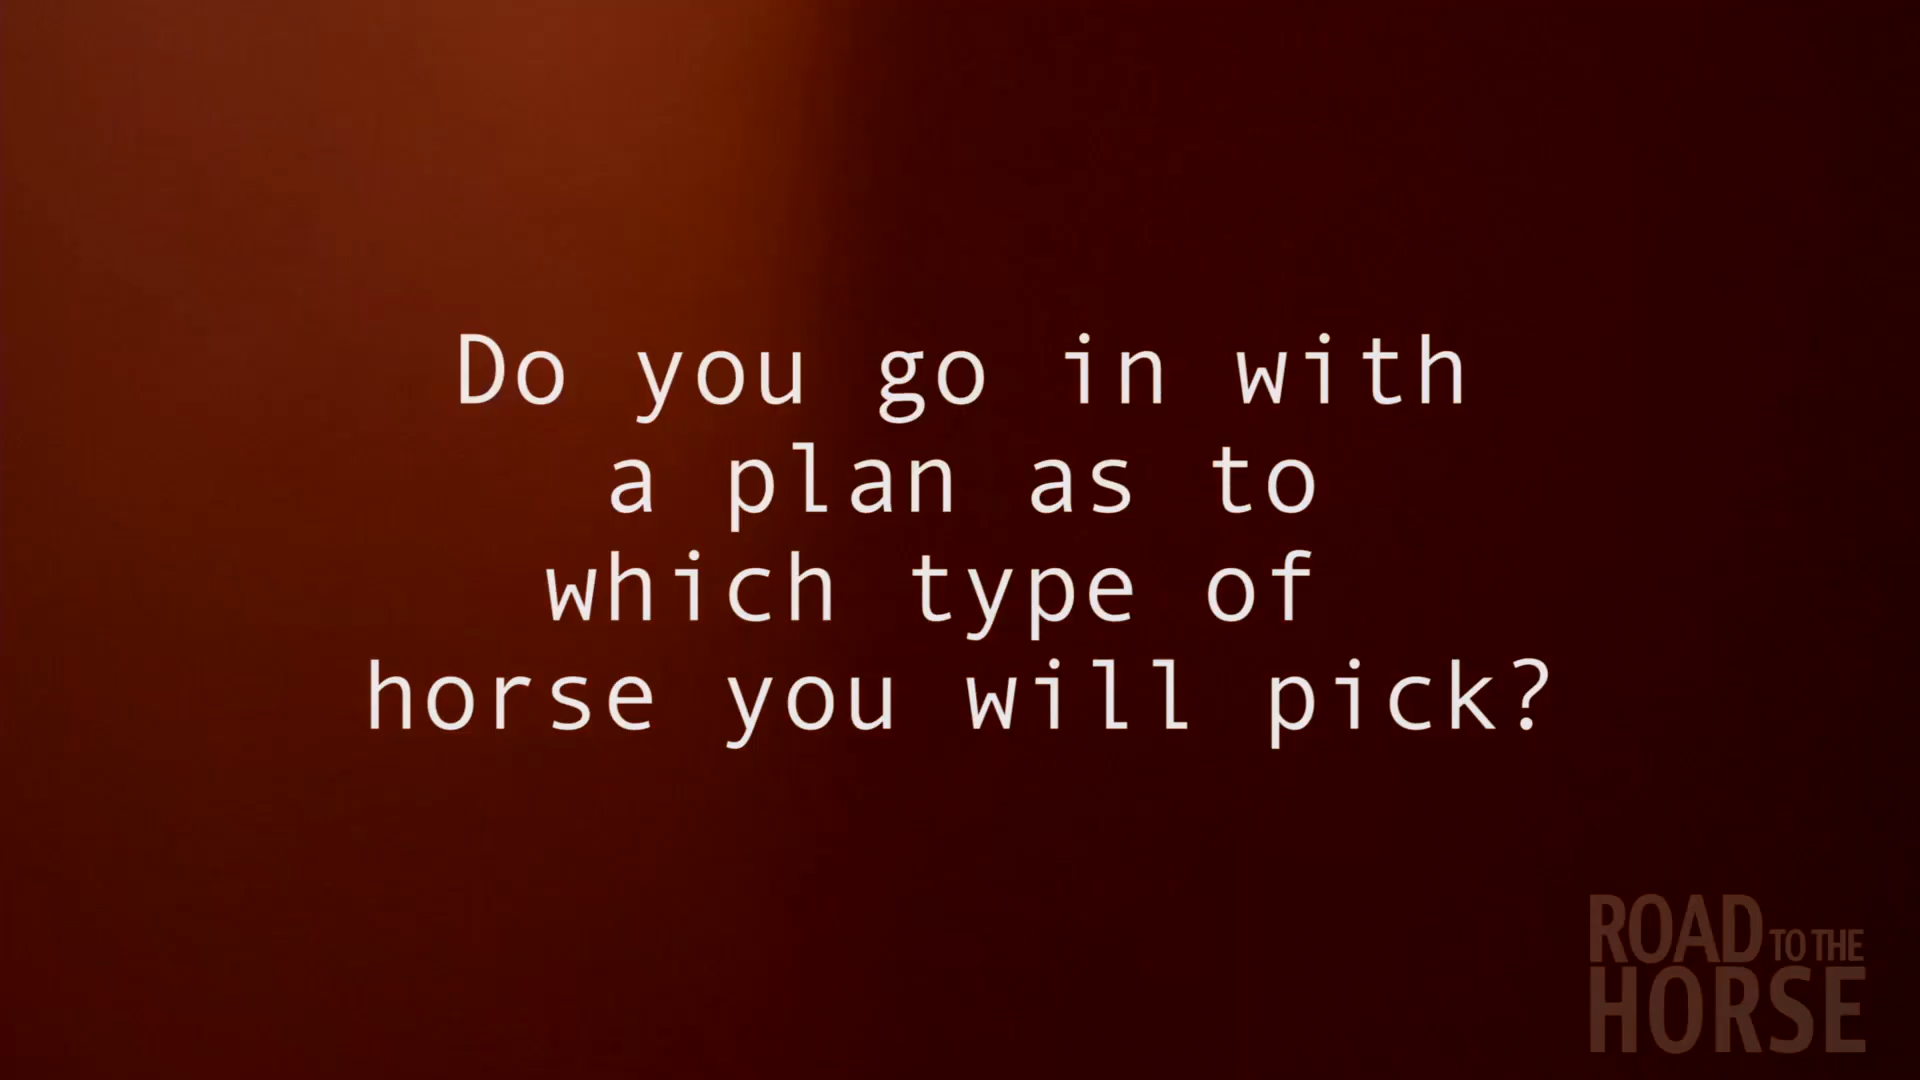 Do you go in with
a plan as to
which type of
horse you will pick?
ROAD TO THE
HORSE